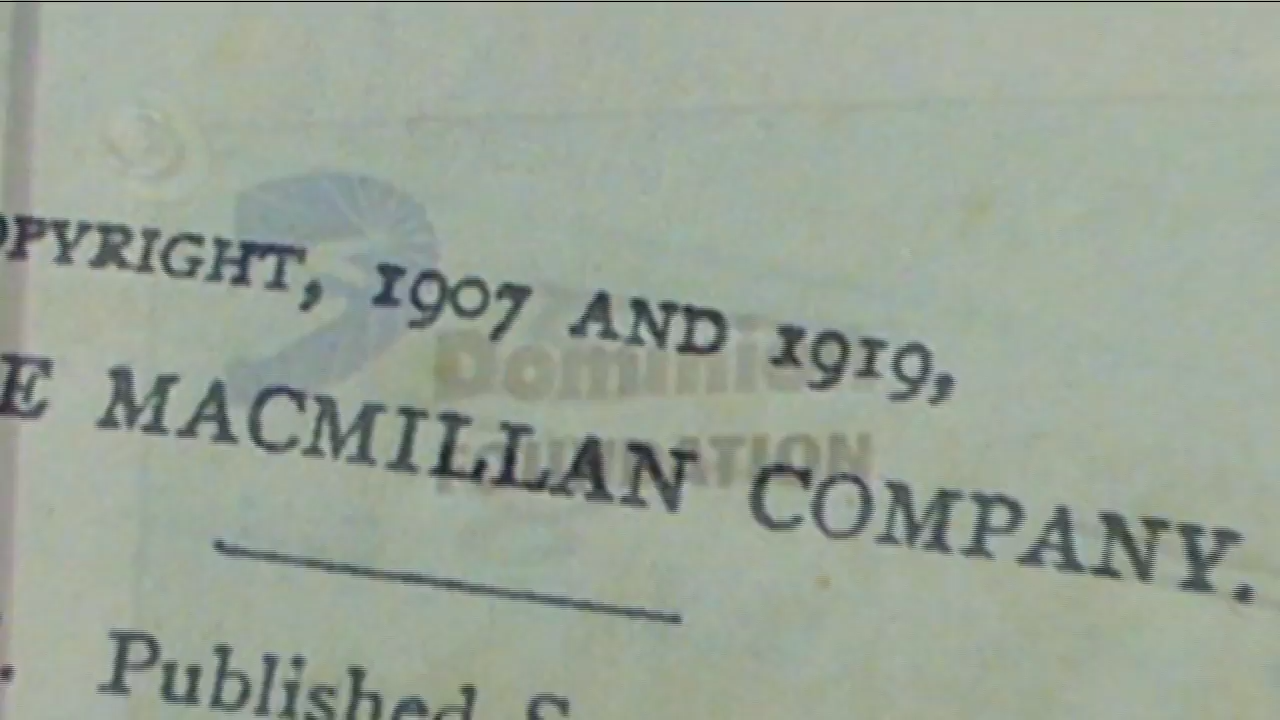 OPYRIGHT, 1907 AND 1919,
E MACMILLAN COMPANY.
. Published S